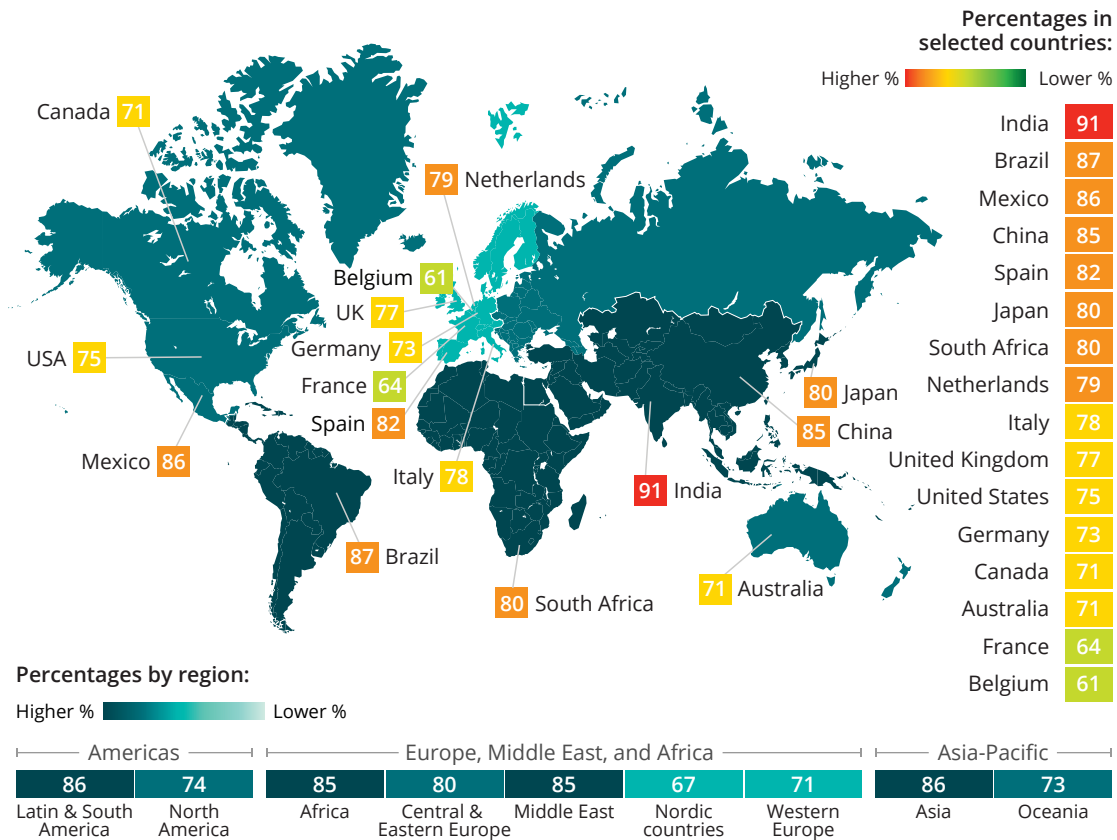 Percentages in
selected countries:
Higher % Lower %
Canada 71
79 Netherlands
Belgium 61
UK 77
Germany 73
USA 75
France 64
Spain 82
Mexico 86
Italy 78
80 Japan
85 China
91 India
87 Brazil
71 Australia
80 South Africa
India 91
Brazil 87
Mexico 86
China 85
Spain 82
Japan 80
South Africa 80
Netherlands 79
Italy 78
United Kingdom 77
United States 75
Germany 73
Canada 71
Australia 71
France 64
Belgium 61
Percentages by region:
Higher % Lower %
Americas
86 74
Latin & South
America
North
America
Europe, Middle East, and Africa
85 80 85 67 71
Africa
Central &
Eastern Europe
Middle East
Nordic
countries
Western
Europe
Asia-Pacific
86 73
Asia Oceania